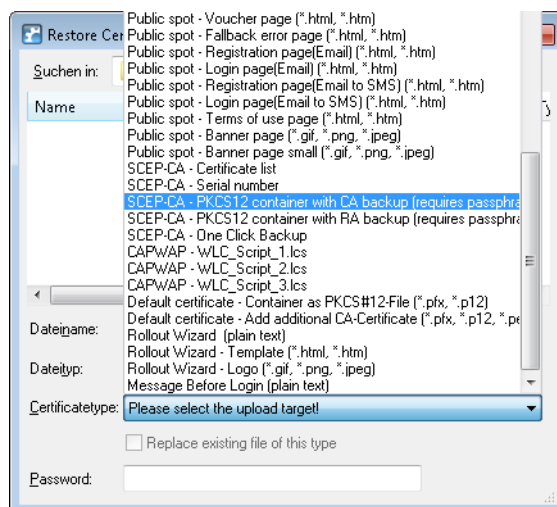 Public spot - Voucher page (*.html, *.htm)
Restore Cer
Public spot - Fallback error page (*.html, *.htm)
Public spot - Registration page(Email) (*.html, *.htm)
Suchen in:
Public spot - Login page(Email) (*.html, *.htm)
Public spot - Registration page(Email to SMS) (*.html, *.htm)
Name
Public spot - Login page(Email to SMS) (*.html, *.htm)
Public spot - Terms of use page (*.html, *.htm)
Public spot - Banner page (*.gif, *.png, *.jpeg)
Public spot - Banner page small (*.gif, *.png, *.jpeg)
SCEP-CA - Certificate list
SCEP-CA - Serial number
SCEP-CA - PKCS12 container with CA backup (requires passphra
SCEP-CA - PKCS12 container with RA backup (requires passphra
SCEP-CA - One Click Backup
CAPWAP - WLC_Script_1.lcs
CAPWAP - WLC_Script_2.lcs
CAPWAP - WLC_Script_3.lcs
Default certificate - Container as PKCS#12-File (*.pfx, *.p12)
Default certificate - Add additional CA-Certificate (*.pfx, *.p12, *.pe
Dateiname:
Rollout Wizard (plain text)
Rollout Wizard - Template (*.html, *.htm)
Dateityp:
Rollout Wizard - Logo (*.gif, *.png, *.jpeg)
Message Before Login (plain text)
Certificatetype: Please select the upload target!
Replace existing file of this type
Password: